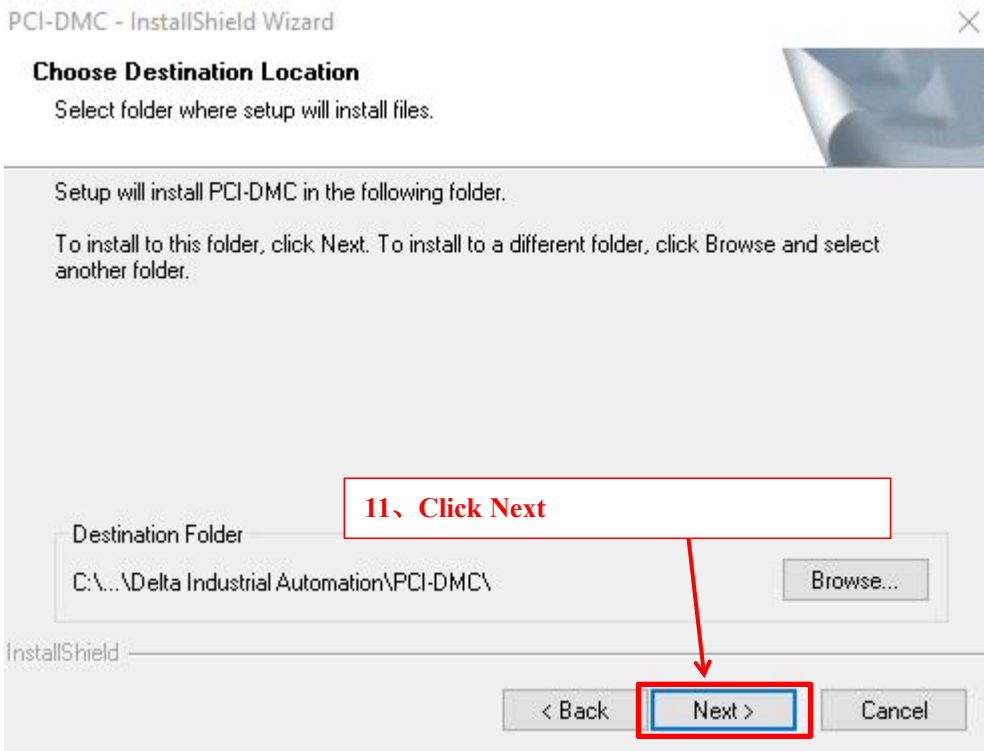 PCI-DMC - InstallShield Wizard
Choose Destination Location
Select folder where setup will install files.
Setup will install PCI-DMC in the following folder.
To install to this folder, click Next. To install to a different folder, click Browse and select
another folder.
11、Click Next
Destination Folder
C:\...\Delta Industrial Automation\PCI-DMC\
Browse...
InstallShield
< Back
Next >
Cancel